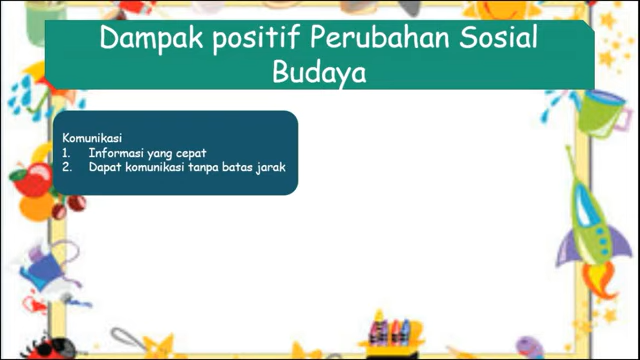 Dampak positif Perubahan Sosial
Budaya
Komunikasi
1. Informasi yang cepat
2. Dapat komunikasi tanpa batas jarak